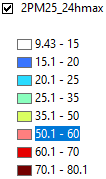 2PM25_24hmax
9.43 - 15
15.1 - 20
20.1 - 25
25.1 - 35
35.1 - 50
50.1 - 60
60.1 - 70
70.1 - 80.1